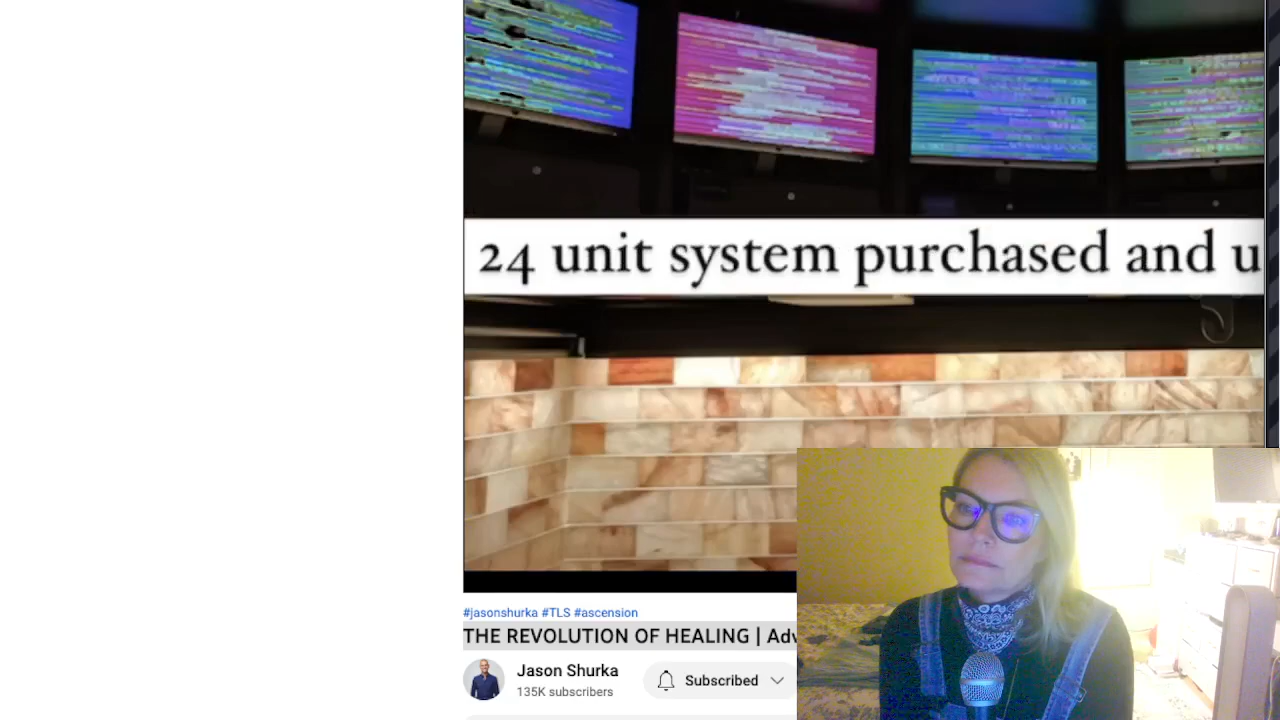 24 unit system purchased and u
#jasonshurka #TLS #ascension
THE REVOLUTION OF HEALING | Adv
Jason Shurka
135K subscribers
Subscribed